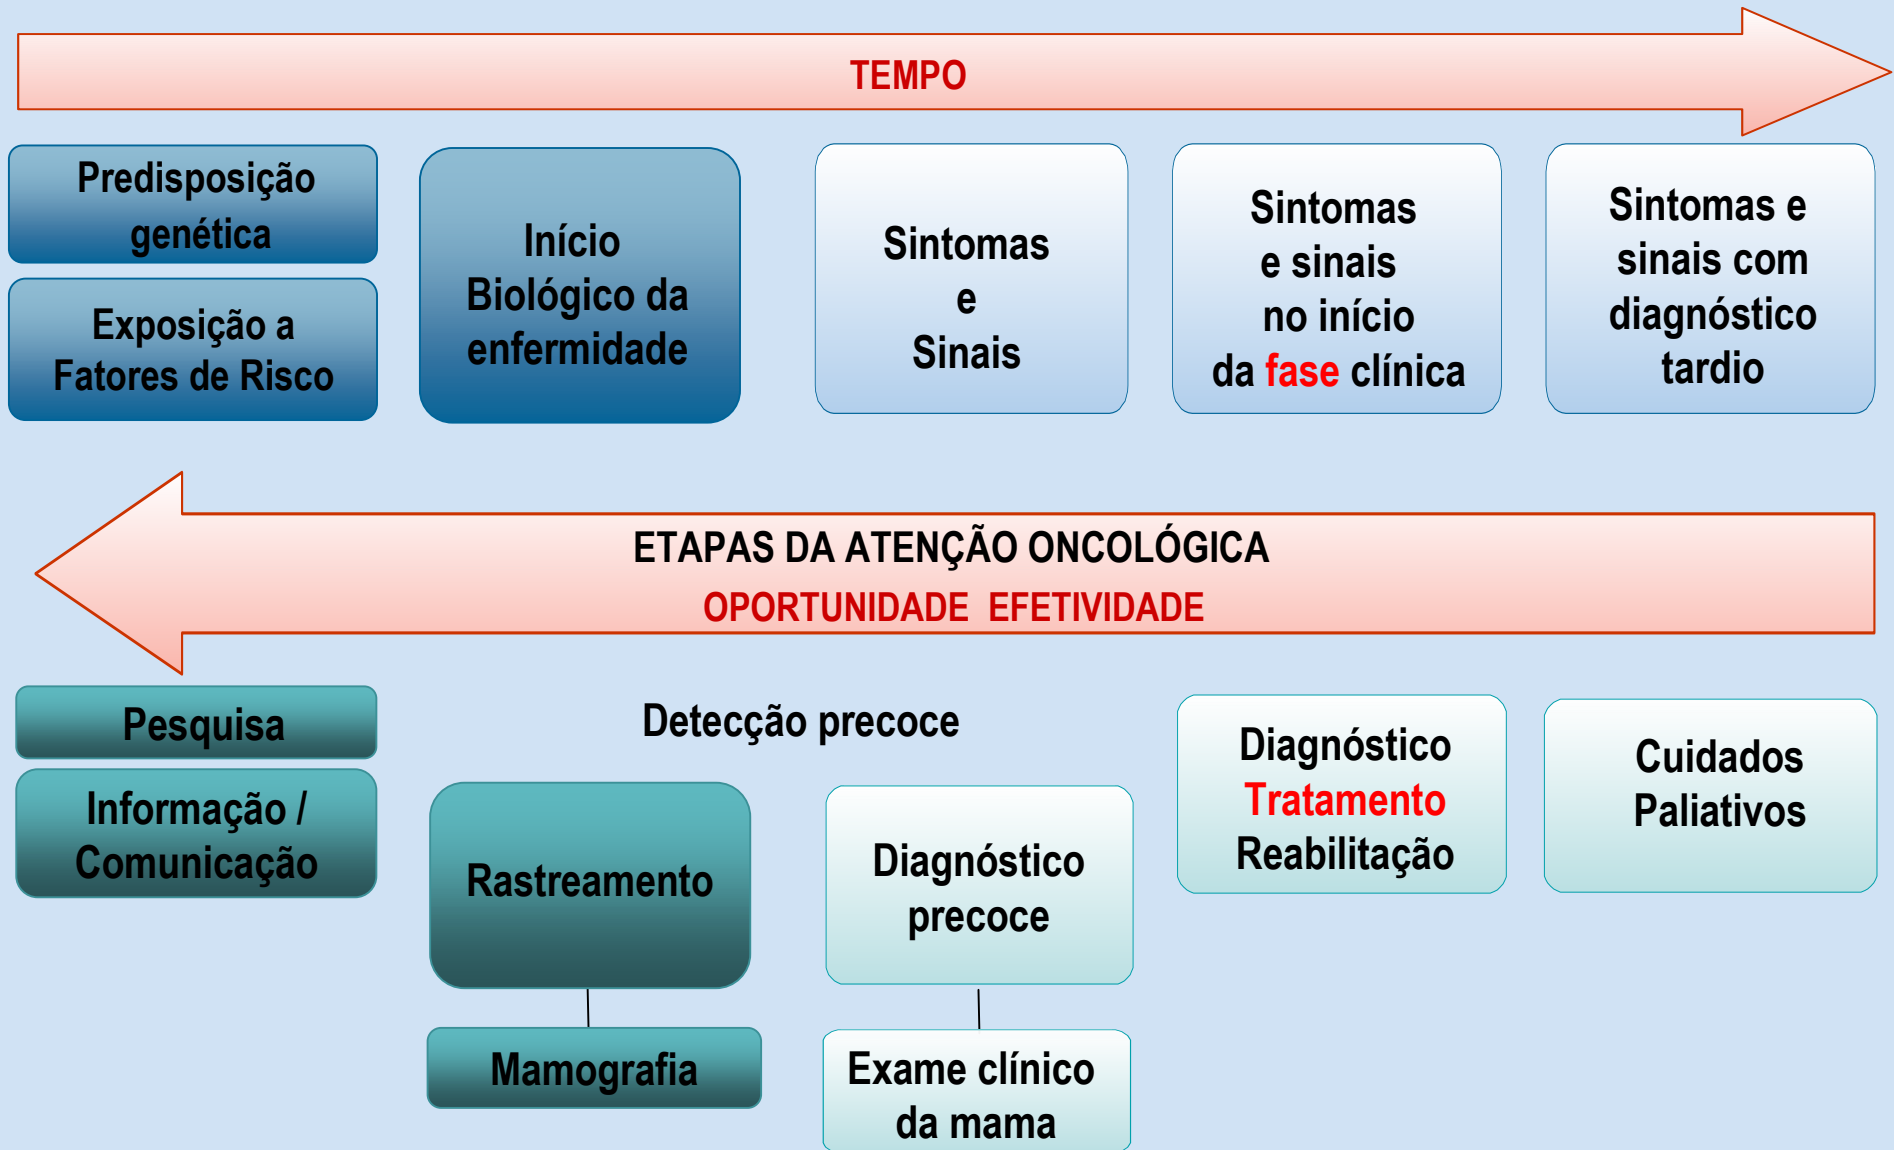 TEMPO
Predisposição
genética
Exposição a
Fatores de Risco
Início
Biológico da
enfermidade
Sintomas
e
Sinais
Sintomas
e sinais
no início
da fase clínica
Sintomas e
sinais com
diagnóstico
tardio
ETAPAS DA ATENÇÃO ONCOLÓGICA
OPORTUNIDADE EFETIVIDADE
Pesquisa
Informação /
Comunicação
Detecção precoce
Rastreamento
Mamografia
Diagnóstico
precoce
Exame clínico
da mama
Diagnóstico
Tratamento
Reabilitação
Cuidados
Paliativos